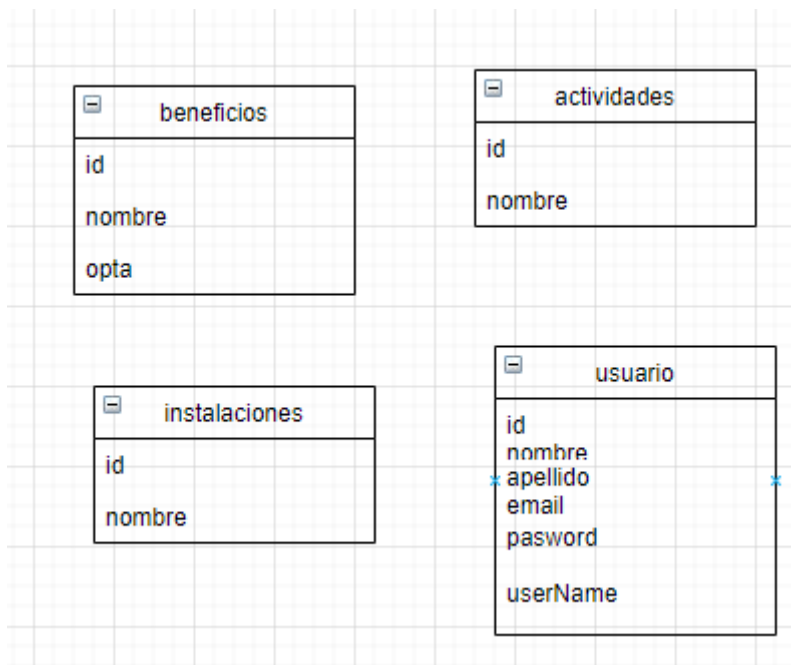 beneficios
id
nombre
opta
actividades
id
nombre
instalaciones
id
nombre
usuario
id
nombre
apellido
email
pasword
userName